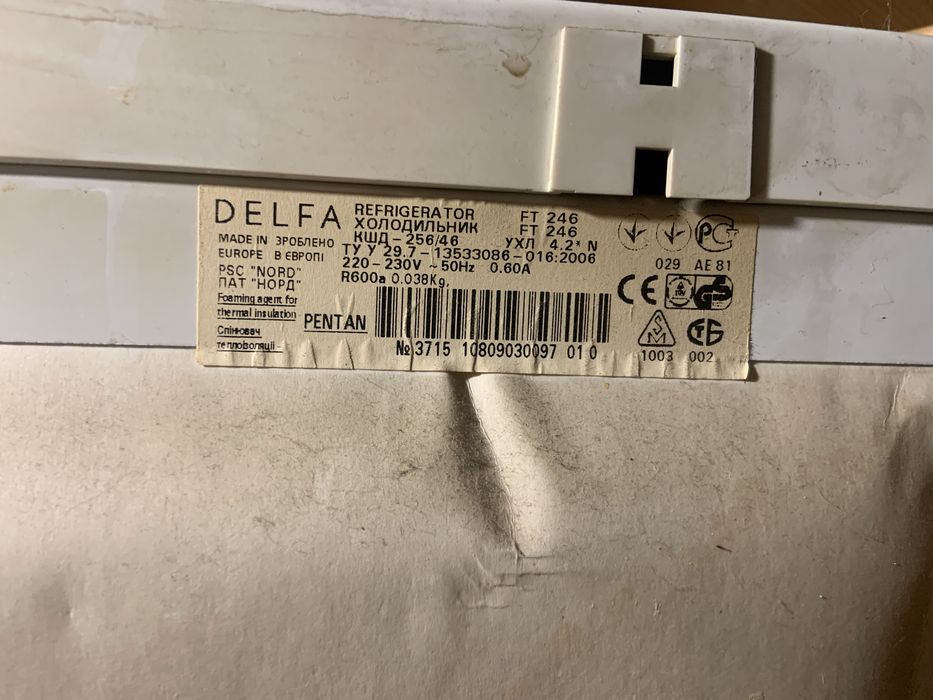 DELFA
REFRIGERATOR FT 246
ХОЛОДИЛЬНИК FT 246
КШД - 256/46 УХЛ 4.2* N
MADE IN ЗРОБЛЕНО
EUROPE В ЄВРОПІ
ТУ У 29.7-13533086-016:2006
220-230V ~ 50Hz 0.60A
R600a 0.038Kg,
PSC "NORD"
ПАТ "НОРД"
Foaming agent for
thermal insulation
PENTAN
Спінювач
теплоізоляції
№ 3715 10809030097 01 0
029 АЕ 81
CE
1003 002